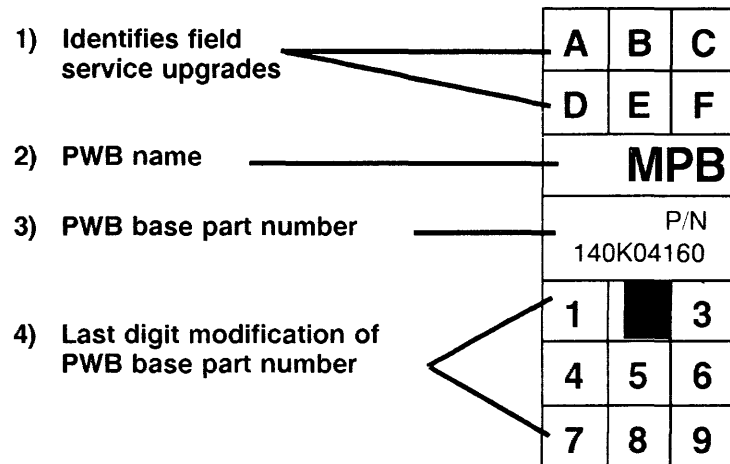 1) Identifies field
service upgrades
A B C
D E F
2) PWB name
MPB
3) PWB base part number
P/N
140K04160
4) Last digit modification of
PWB base part number
1 3
4 5 6
7 8 9